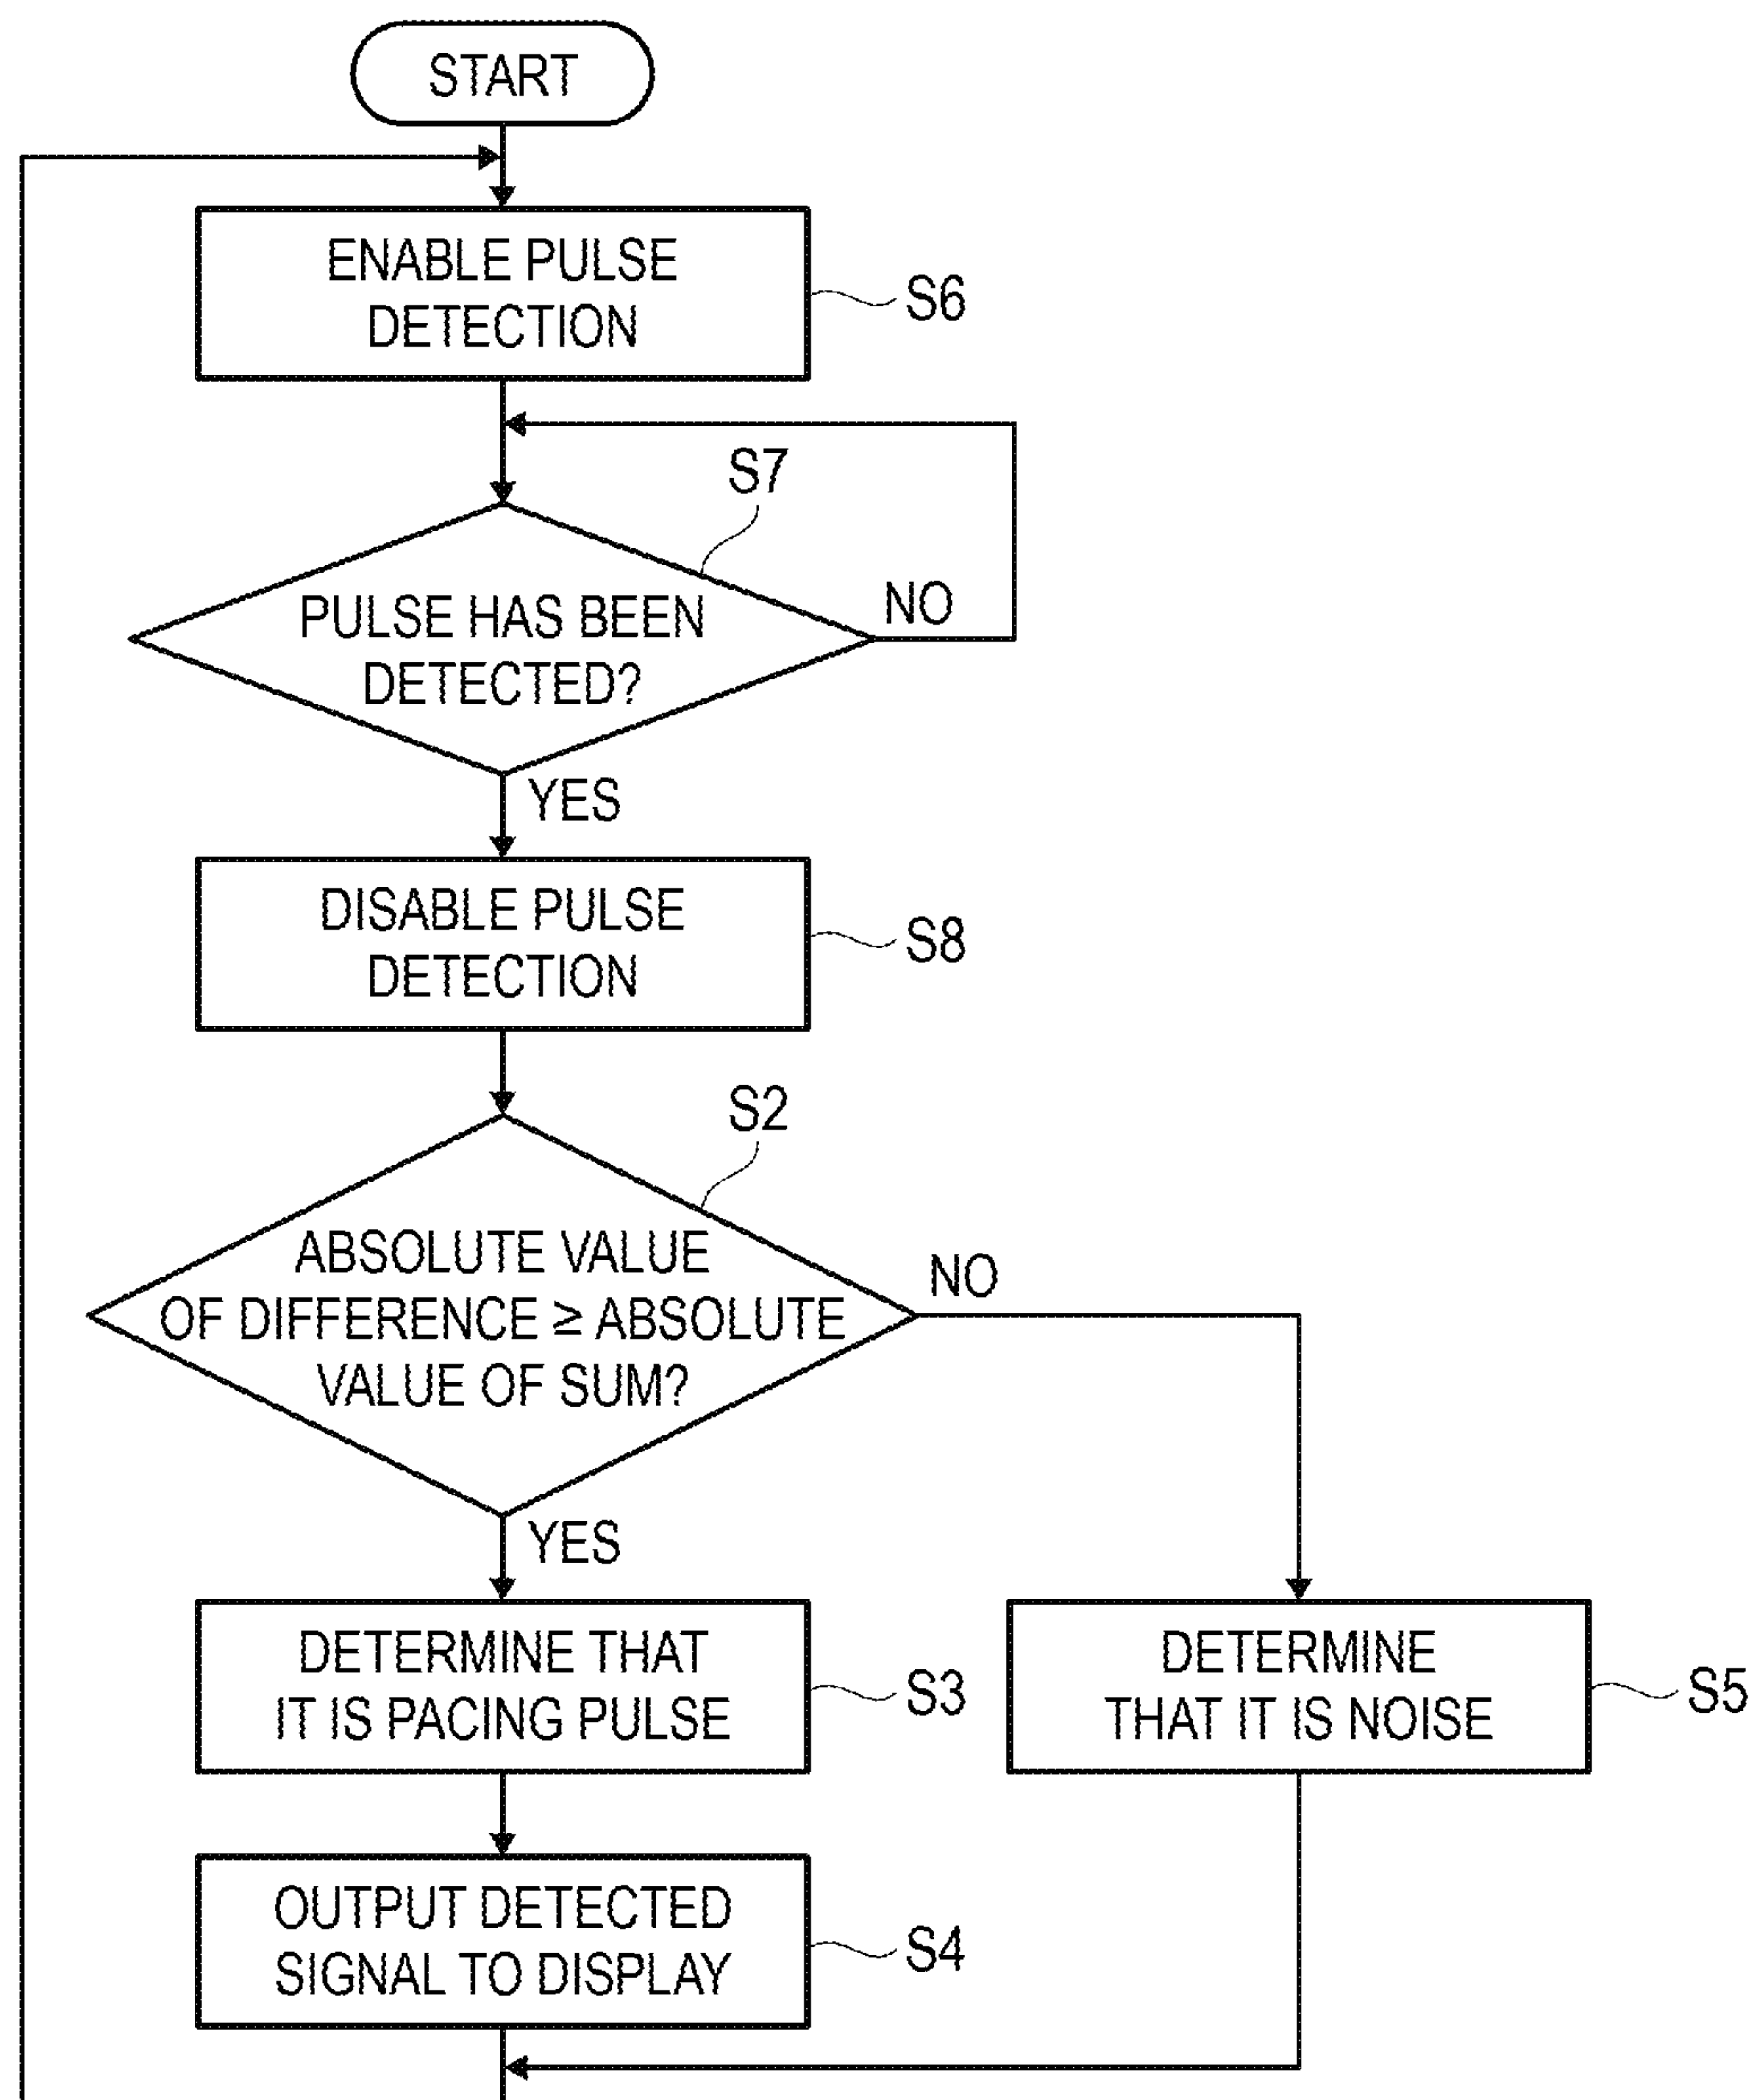 START
ENABLE PULSE
DETECTION
S6
S7
PULSE HAS BEEN
DETECTED?
NO
YES
DISABLE PULSE
DETECTION
S8
S2
ABSOLUTE VALUE
OF DIFFERENCE ≥ ABSOLUTE
VALUE OF SUM?
NO
YES
DETERMINE THAT
IT IS PACING PULSE
S3
DETERMINE
THAT IT IS NOISE
S5
OUTPUT DETECTED
SIGNAL TO DISPLAY
S4